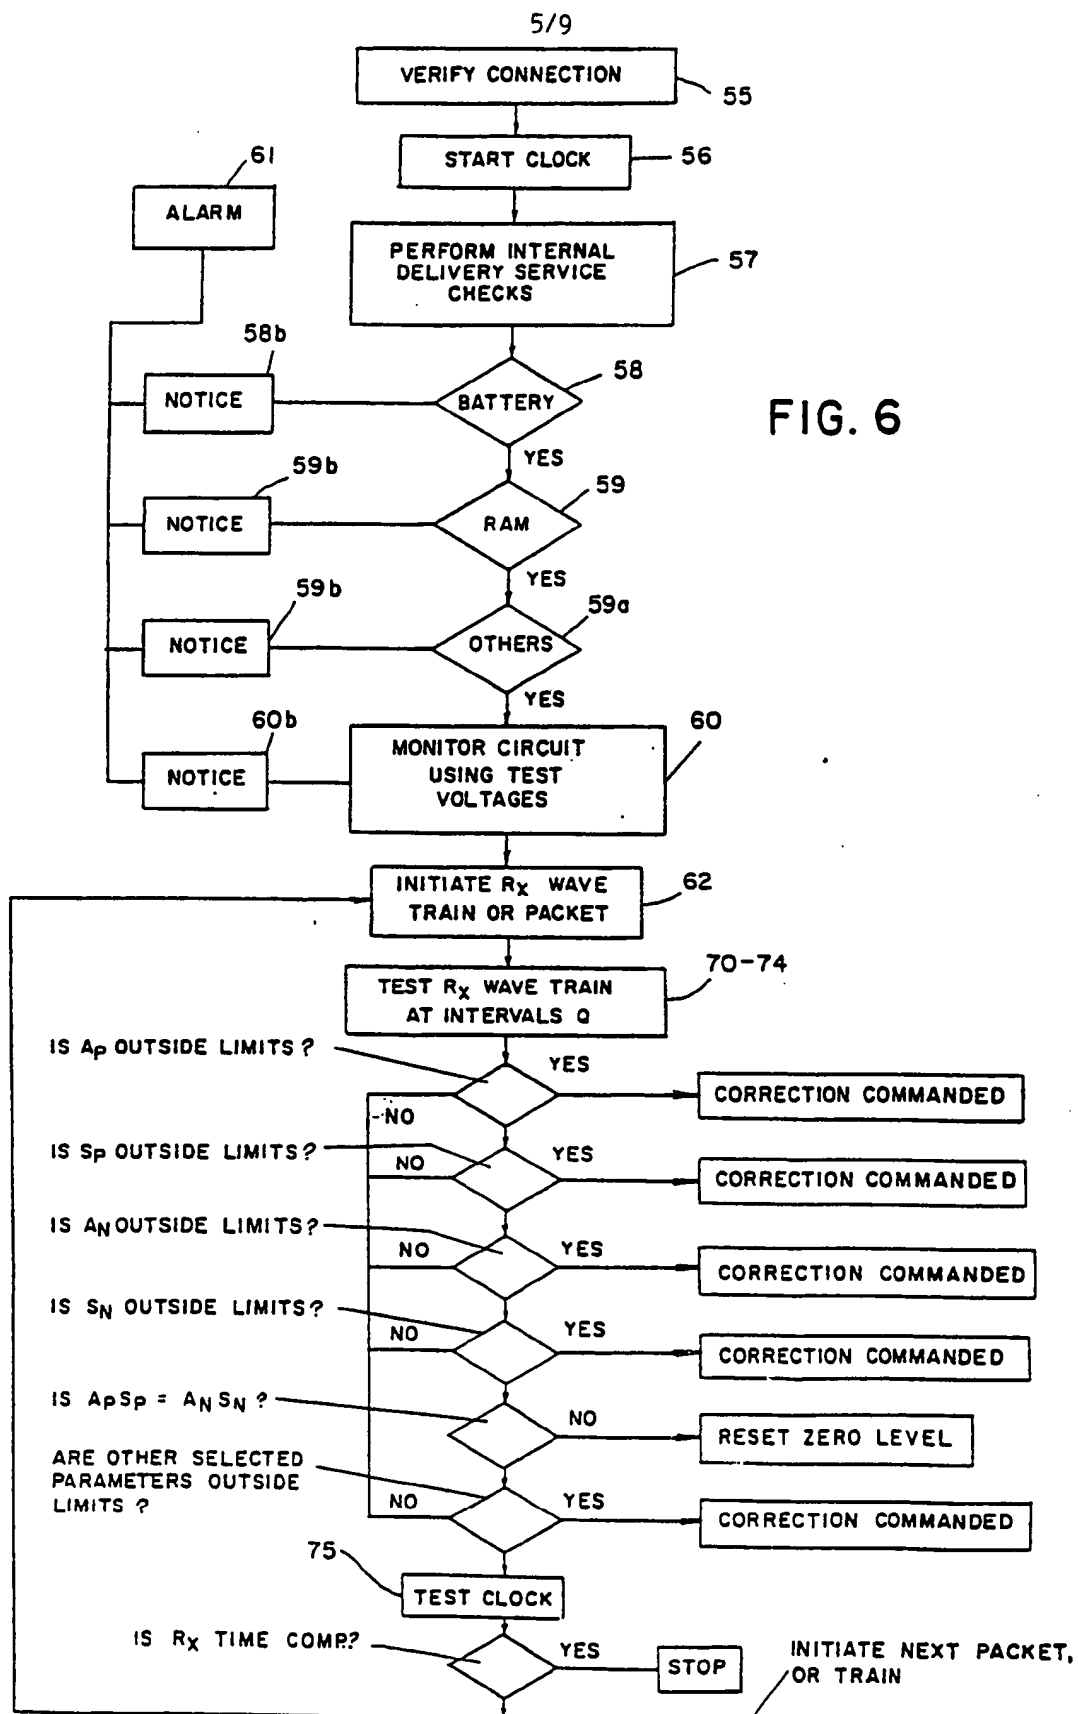 5/9
VERIFY CONNECTION
55
START CLOCK
56
61
ALARM
PERFORM INTERNAL
DELIVERY SERVICE
CHECKS
57
58b
NOTICE
58
BATTERY
FIG. 6
YES
59b
NOTICE
59
RAM
YES
59b
NOTICE
59a
OTHERS
YES
60b
NOTICE
MONITOR CIRCUIT
USING TEST
VOLTAGES
60
INITIATE RX WAVE
TRAIN OR PACKET
62
TEST RX WAVE TRAIN
AT INTERVALS Q
70-74
IS AP OUTSIDE LIMITS?
YES
CORRECTION COMMANDED
NO
IS SP OUTSIDE LIMITS?
NO
YES
CORRECTION COMMANDED
IS AN OUTSIDE LIMITS?
NO
YES
CORRECTION COMMANDED
IS SN OUTSIDE LIMITS?
NO
YES
CORRECTION COMMANDED
IS APSP = ANSN?
NO
RESET ZERO LEVEL
ARE OTHER SELECTED
PARAMETERS OUTSIDE
LIMITS?
NO
YES
CORRECTION COMMANDED
75
TEST CLOCK
IS RX TIME COMP.?
YES
STOP
INITIATE NEXT PACKET,
OR TRAIN